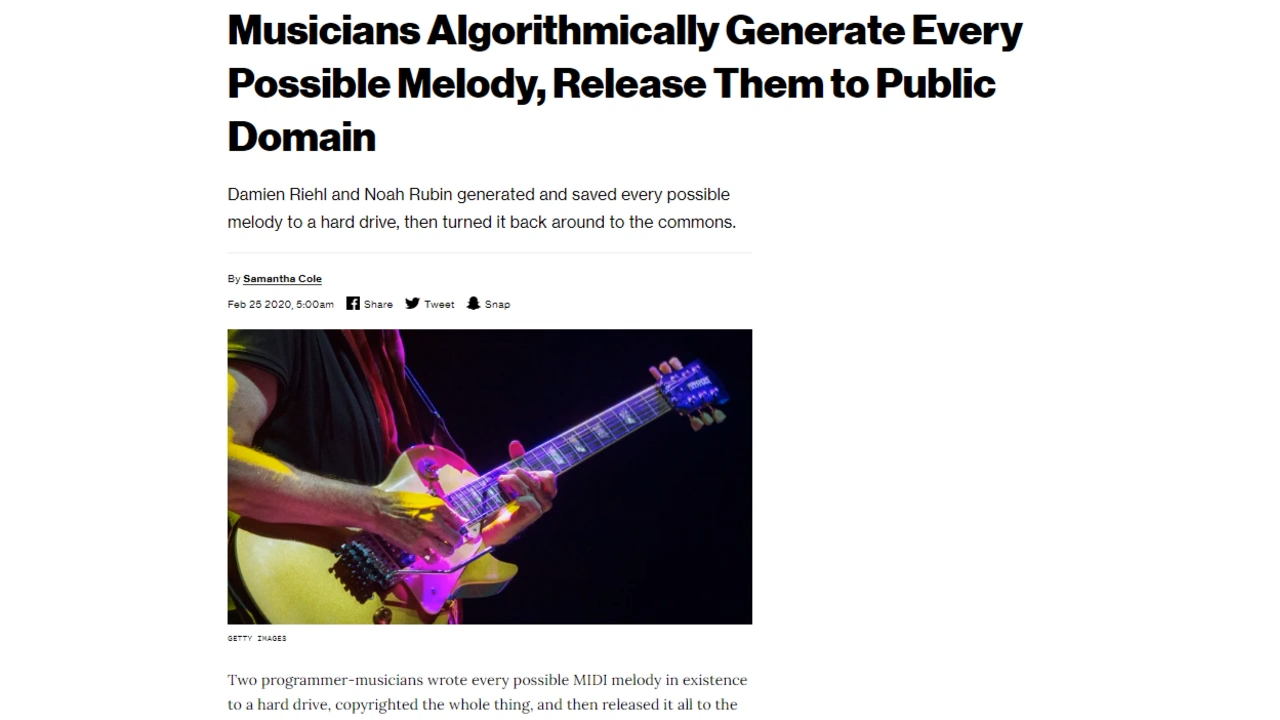 Musicians Algorithmically Generate Every
Possible Melody, Release Them to Public
Domain
Damien Riehl and Noah Rubin generated and saved every possible
melody to a hard drive, then turned it back around to the commons.
By Samantha Cole
Feb 25 2020, 5:00am Share Tweet Snap
GETTY IMAGES
Two programmer-musicians wrote every possible MIDI melody in existence
to a hard drive, copyrighted the whole thing, and then released it all to the